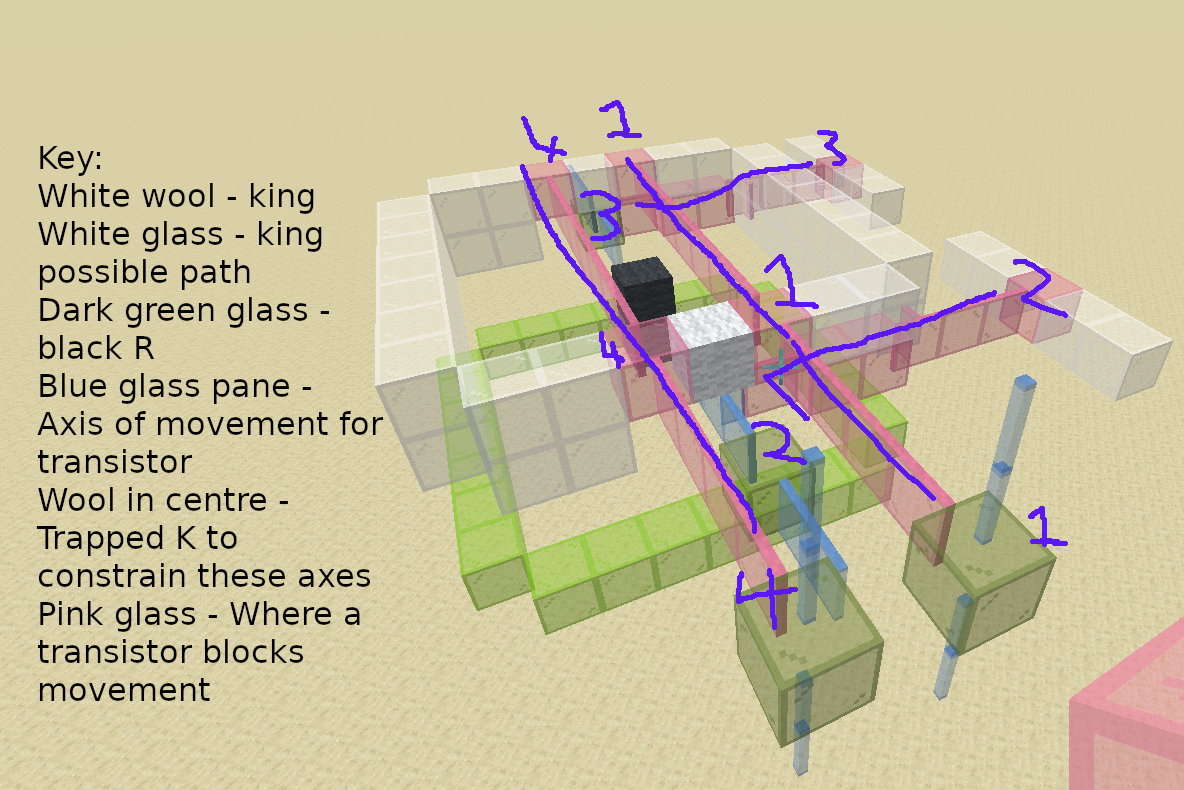 Key:
White wool - king
White glass - king
possible path
Dark green glass -
black R
Blue glass pane -
Axis of movement for
transistor
Wool in centre -
Trapped K to
constrain these axes
Pink glass - Where a
transistor blocks
movement
4
1
3
3
1
2
4
2
1
4